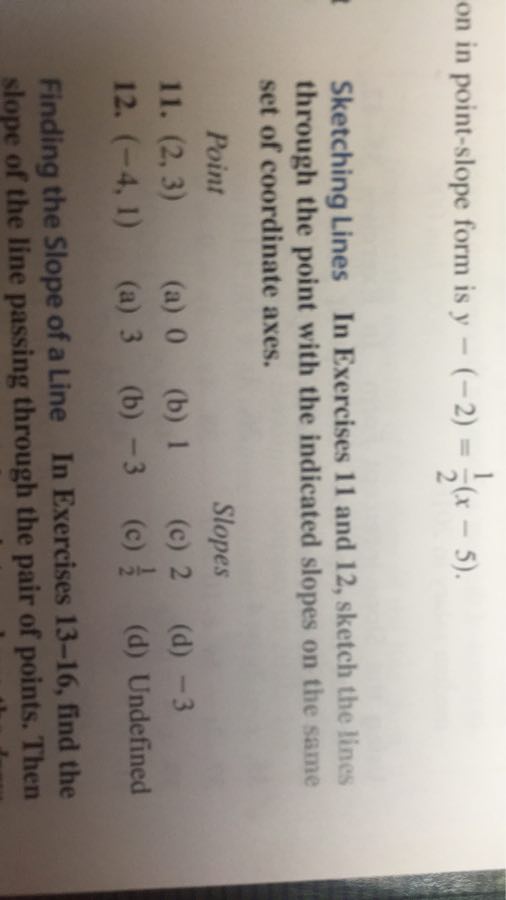 on in point-slope form is y − (−2) = 1/2(x − 5).
Sketching Lines In Exercises 11 and 12, sketch the lines
through the point with the indicated slopes on the same
set of coordinate axes.
Point Slopes
11. (2, 3) (a) 0 (b) 1 (c) 2 (d) −3
12. (−4, 1) (a) 3 (b) −3 (c) 1/2 (d) Undefined
Finding the Slope of a Line In Exercises 13–16, find the
slope of the line passing through the pair of points. Then